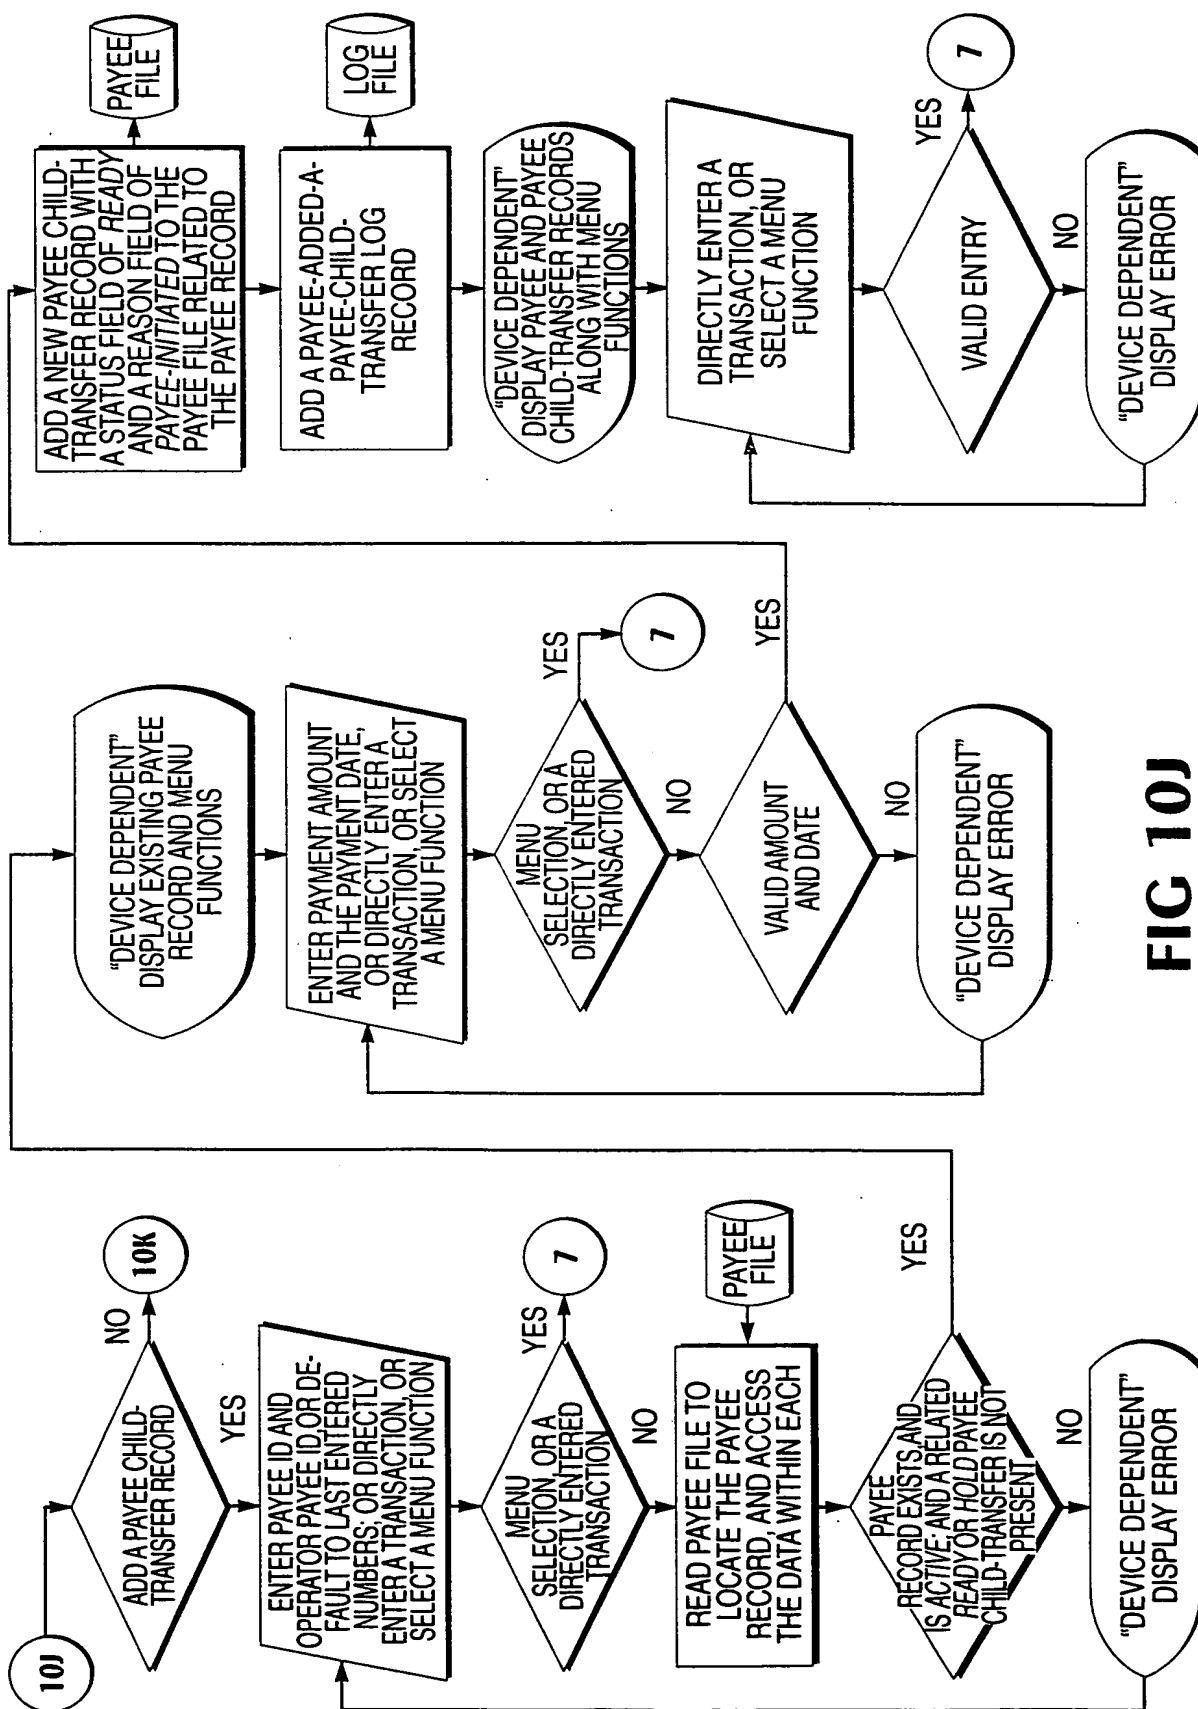 10J
ADD A PAYEE CHILD-
TRANSFER RECORD
NO
10K
YES
ENTER PAYEE ID AND
OPERATOR PAYEE ID, OR DE-
FAULT TO LAST ENTERED
NUMBERS; OR DIRECTLY
ENTER A TRANSACTION, OR
SELECT A MENU FUNCTION
MENU
SELECTION, OR A
DIRECTLY ENTERED
TRANSACTION
YES
7
NO
READ PAYEE FILE TO
LOCATE THE PAYEE
RECORD, AND ACCESS
THE DATA WITHIN EACH
PAYEE
FILE
PAYEE
RECORD EXISTS, AND
IS ACTIVE; AND A RELATED
READY OR HOLD PAYEE
CHILD-TRANSFER IS NOT
PRESENT
YES
NO
"DEVICE DEPENDENT"
DISPLAY ERROR
"DEVICE DEPENDENT"
DISPLAY EXISTING PAYEE
RECORD AND MENU
FUNCTIONS
ENTER PAYMENT AMOUNT
AND THE PAYMENT DATE,
OR DIRECTLY ENTER A
TRANSACTION, OR SELECT
A MENU FUNCTION
MENU
SELECTION, OR A
DIRECTLY ENTERED
TRANSACTION
YES
7
NO
VALID AMOUNT
AND DATE
YES
NO
"DEVICE DEPENDENT"
DISPLAY ERROR
ADD A NEW PAYEE CHILD-
TRANSFER RECORD WITH
A STATUS FIELD OF READY
AND A REASON FIELD OF
PAYEE-INITIATED TO THE
PAYEE FILE RELATED TO
THE PAYEE RECORD
PAYEE
FILE
ADD A PAYEE-ADDED-A-
PAYEE-CHILD-
TRANSFER LOG
RECORD
LOG
FILE
"DEVICE DEPENDENT"
DISPLAY PAYEE AND PAYEE
CHILD-TRANSFER RECORDS
ALONG WITH MENU
FUNCTIONS
DIRECTLY ENTER A
TRANSACTION, OR
SELECT A MENU
FUNCTION
VALID ENTRY
YES
7
NO
"DEVICE DEPENDENT"
DISPLAY ERROR
FIG 10J